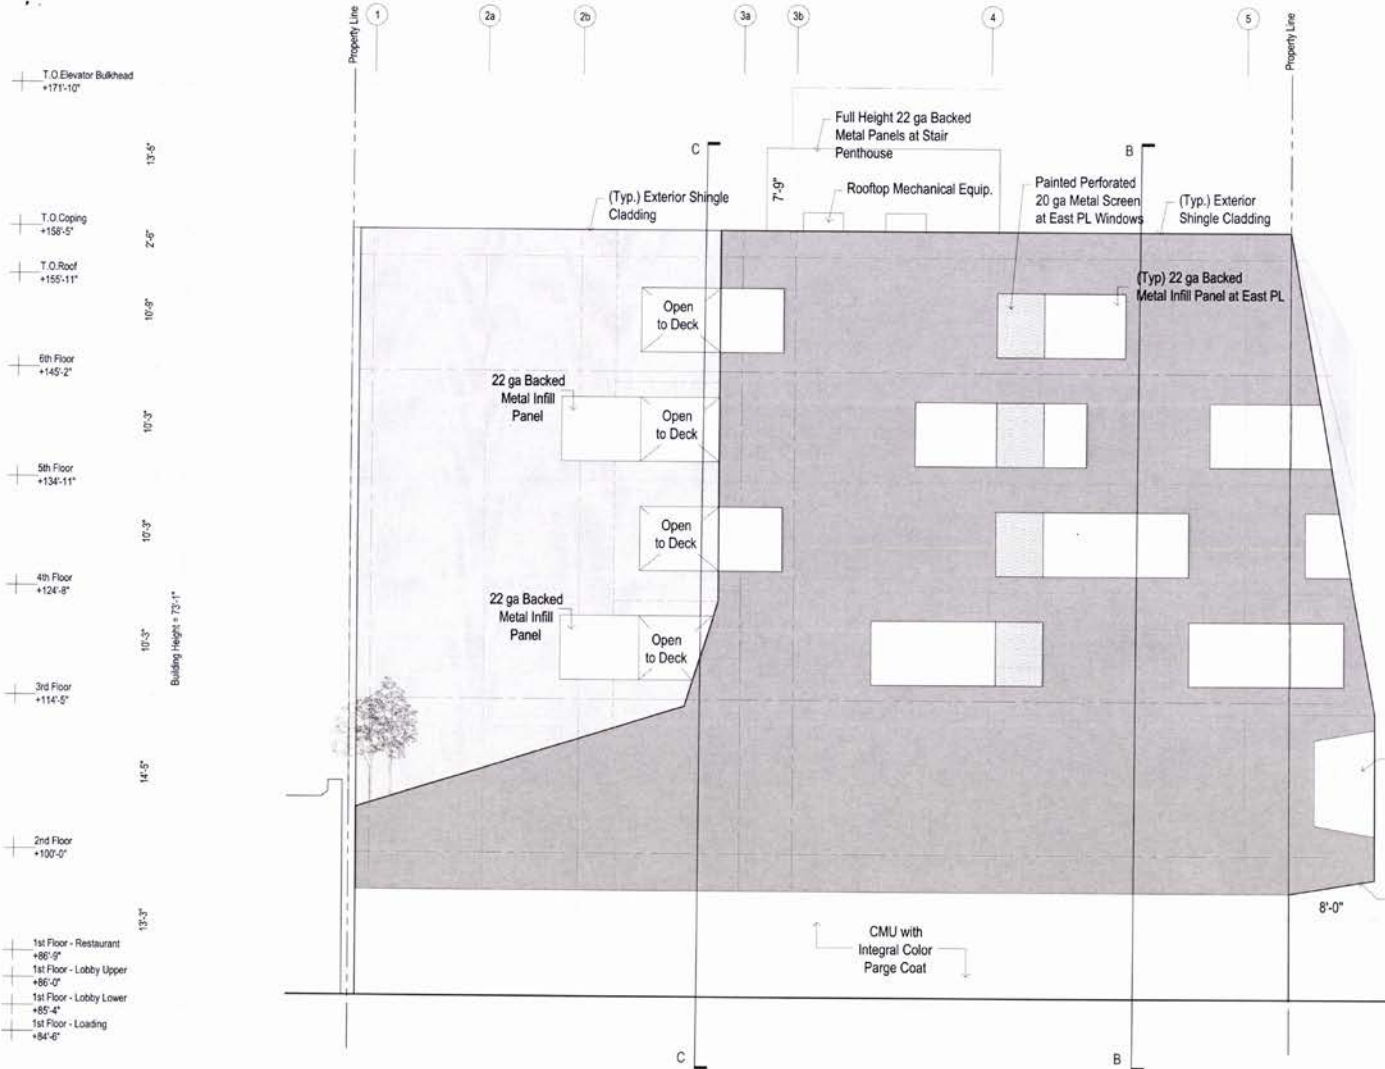 Property Line
1
2a
2b
3a
3b
4
5
Property Line
T.O.Elevator Bulkhead
+171'-10"
13'-5"
T.O.Coping
+158'-5"
2'-6"
T.O.Roof
+155'-11"
10'-9"
6th Floor
+145'-2"
10'-3"
5th Floor
+134'-11"
10'-3"
4th Floor
+124'-8"
10'-3"
Building Height = 73'-1"
3rd Floor
+114'-5"
14'-5"
2nd Floor
+100'-0"
13'-3"
1st Floor - Restaurant
+86'-9"
1st Floor - Lobby Upper
+86'-0"
1st Floor - Lobby Lower
+85'-4"
1st Floor - Loading
+84'-6"
Full Height 22 ga Backed
Metal Panels at Stair
Penthouse
C
B
7'-9"
Rooftop Mechanical Equip.
(Typ.) Exterior Shingle
Cladding
Painted Perforated
20 ga Metal Screen
at East PL Windows
(Typ.) Exterior
Shingle Cladding
(Typ) 22 ga Backed
Metal Infill Panel at East PL
Open
to Deck
22 ga Backed
Metal Infill
Panel
Open
to Deck
Open
to Deck
22 ga Backed
Metal Infill
Panel
Open
to Deck
8'-0"
CMU with
Integral Color
Parge Coat
C
B